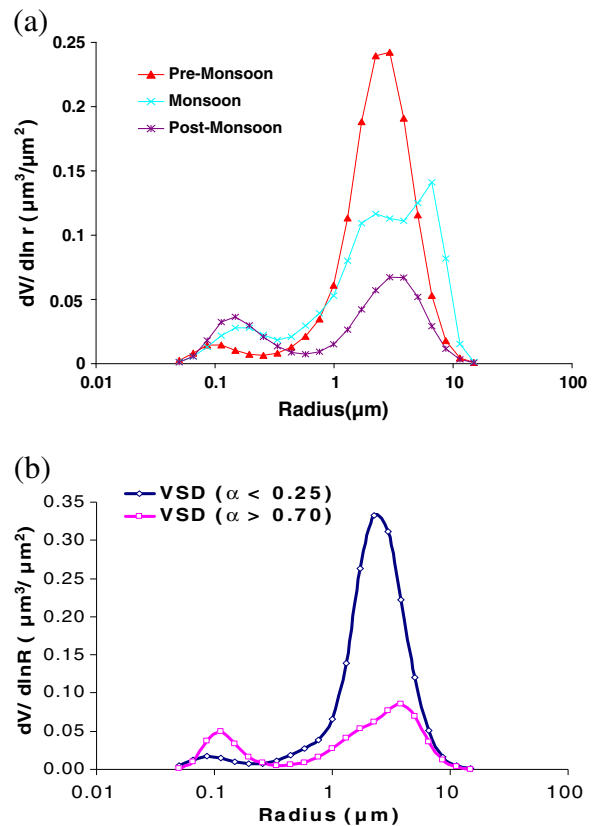 (a)
0.25
0.2
0.15
0.1
0.05
0
dV/ dln r ( µm³/µm²)
Pre-Monsoon
Monsoon
Post-Monsoon
0.01
0.1
1
10
100
Radius(µm)
(b)
0.35
0.30
0.25
0.20
0.15
0.10
0.05
0.00
dV/ dlnR ( µm³/ µm²)
VSD (α < 0.25)
VSD (α > 0.70)
0.01
0.1
1
10
100
Radius (µm)